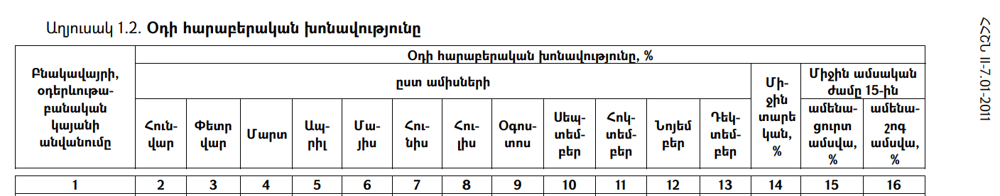 Աղյուսակ 1.2. Օդի հարաբերական խոնավությունը
ՀՀՇՆ II-7.01-2011
Բնակավայրի,
օդերևութա-
բանական
կայանի
անվանումը
Օդի հարաբերական խոնավությունը, %
ըստ ամիսների
Հուն-
վար
Փետր
վար
Մարտ
Ապ-
րիլ
Մա-
յիս
Հու-
նիս
Հու-
լիս
Օգոս-
տոս
Սեպ-
տեմ-
բեր
Հոկ-
տեմ-
բեր
Նոյեմ
բեր
Դեկ-
տեմ-
բեր
Մի-
ջին
տարե
կան,
%
Միջին ամսական
ժամը 15-ին
ամենա-
ցուրտ
ամսվա,
%
ամենա-
շոգ
ամսվա,
%
1 2 3 4 5 6 7 8 9 10 11 12 13 14 15 16